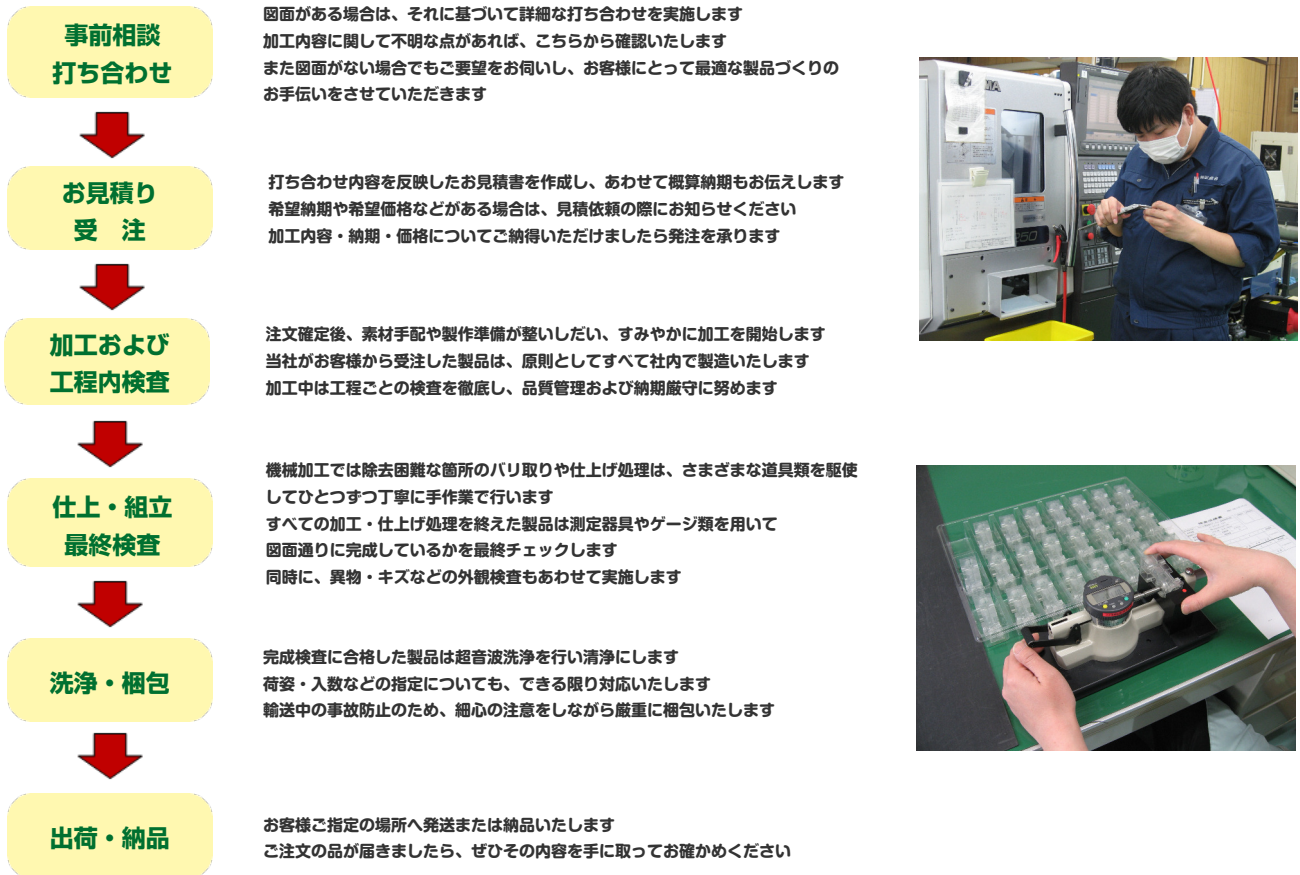 事前相談
打ち合わせ
図面がある場合は、それに基づいて詳細な打ち合わせを実施します
加工内容に関して不明な点があれば、こちらから確認いたします
また図面がない場合でもご要望をお伺いし、お客様にとって最適な製品づくりの
お手伝いをさせていただきます
お見積り
受　注
打ち合わせ内容を反映したお見積書を作成し、あわせて概算納期もお伝えします
希望納期や希望価格などがある場合は、見積依頼の際にお知らせください
加工内容・納期・価格についてご納得いただけましたら発注を承ります
加工および
工程内検査
注文確定後、素材手配や製作準備が整いしだい、すみやかに加工を開始します
当社がお客様から受注した製品は、原則としてすべて社内で製造いたします
加工中は工程ごとの検査を徹底し、品質管理および納期厳守に努めます
仕上・組立
最終検査
機械加工では除去困難な箇所のバリ取りや仕上げ処理は、さまざまな道具類を駆使
してひとつずつ丁寧に手作業で行います
すべての加工・仕上げ処理を終えた製品は測定器具やゲージ類を用いて
図面通りに完成しているかを最終チェックします
同時に、異物・キズなどの外観検査もあわせて実施します
洗浄・梱包
完成検査に合格した製品は超音波洗浄を行い清浄にします
荷姿・入数などの指定についても、できる限り対応いたします
輸送中の事故防止のため、細心の注意をしながら厳重に梱包いたします
出荷・納品
お客様ご指定の場所へ発送または納品いたします
ご注文の品が届きましたら、ぜひその内容を手に取ってお確かめください